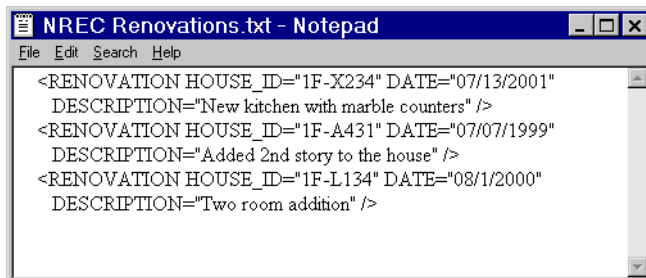 NREC Renovations.txt - Notepad
File Edit Search Help
<RENOVATION HOUSE_ID="1F-X234" DATE="07/13/2001"
DESCRIPTION="New kitchen with marble counters" />
<RENOVATION HOUSE_ID="1F-A431" DATE="07/07/1999"
DESCRIPTION="Added 2nd story to the house" />
<RENOVATION HOUSE_ID="1F-L134" DATE="08/1/2000"
DESCRIPTION="Two room addition" />